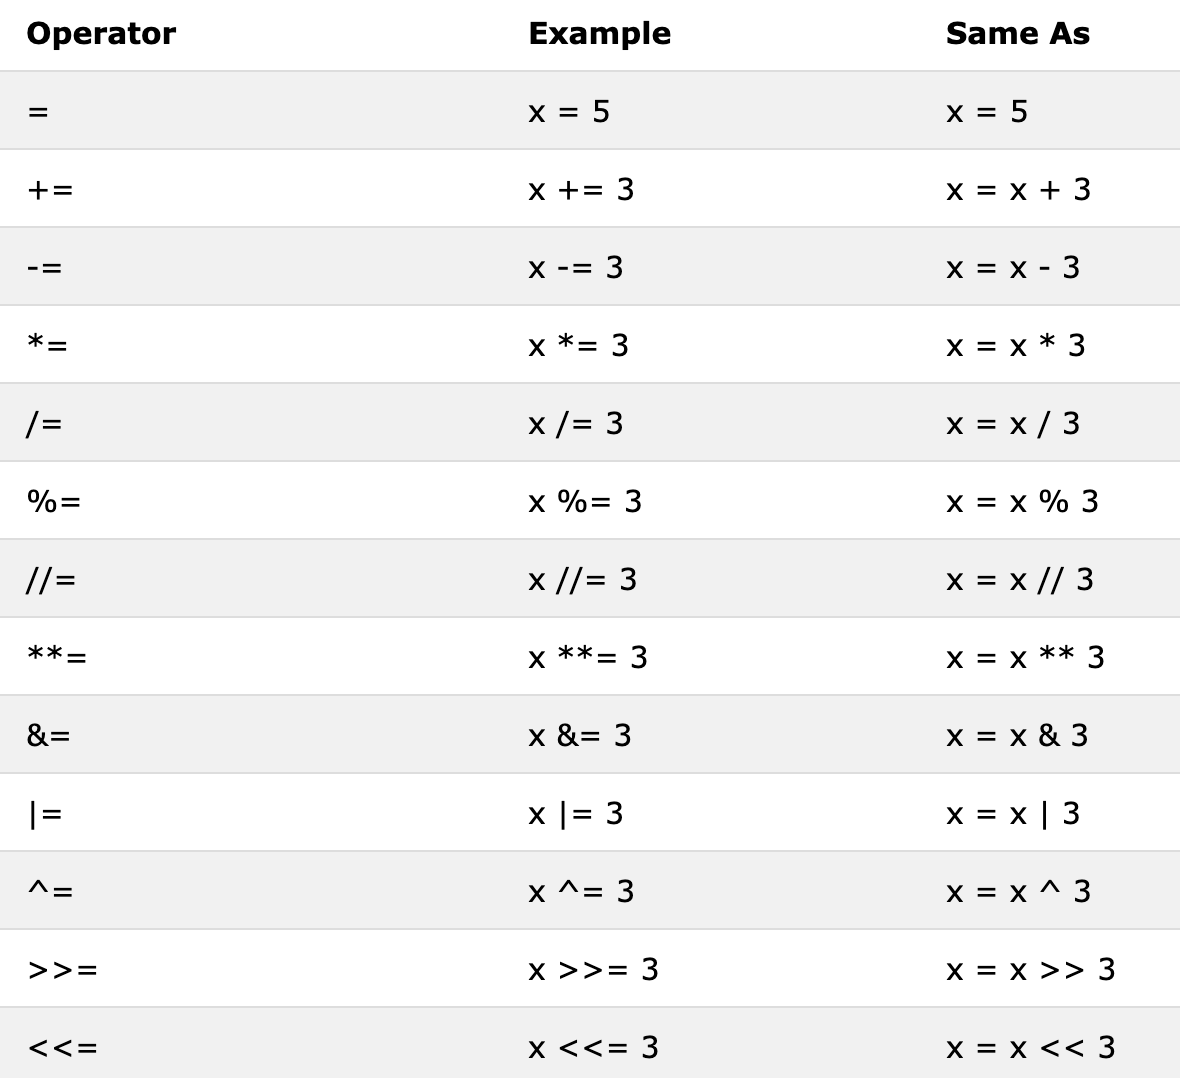 Operator Example Same As
= x = 5 x = 5
+= x += 3 x = x + 3
-= x -= 3 x = x - 3
*= x *= 3 x = x * 3
/= x /= 3 x = x / 3
%= x %= 3 x = x % 3
//= x //= 3 x = x // 3
**= x **= 3 x = x ** 3
&= x &= 3 x = x & 3
|= x |= 3 x = x | 3
^= x ^= 3 x = x ^ 3
>>= x >>= 3 x = x >> 3
<<= x <<= 3 x = x << 3